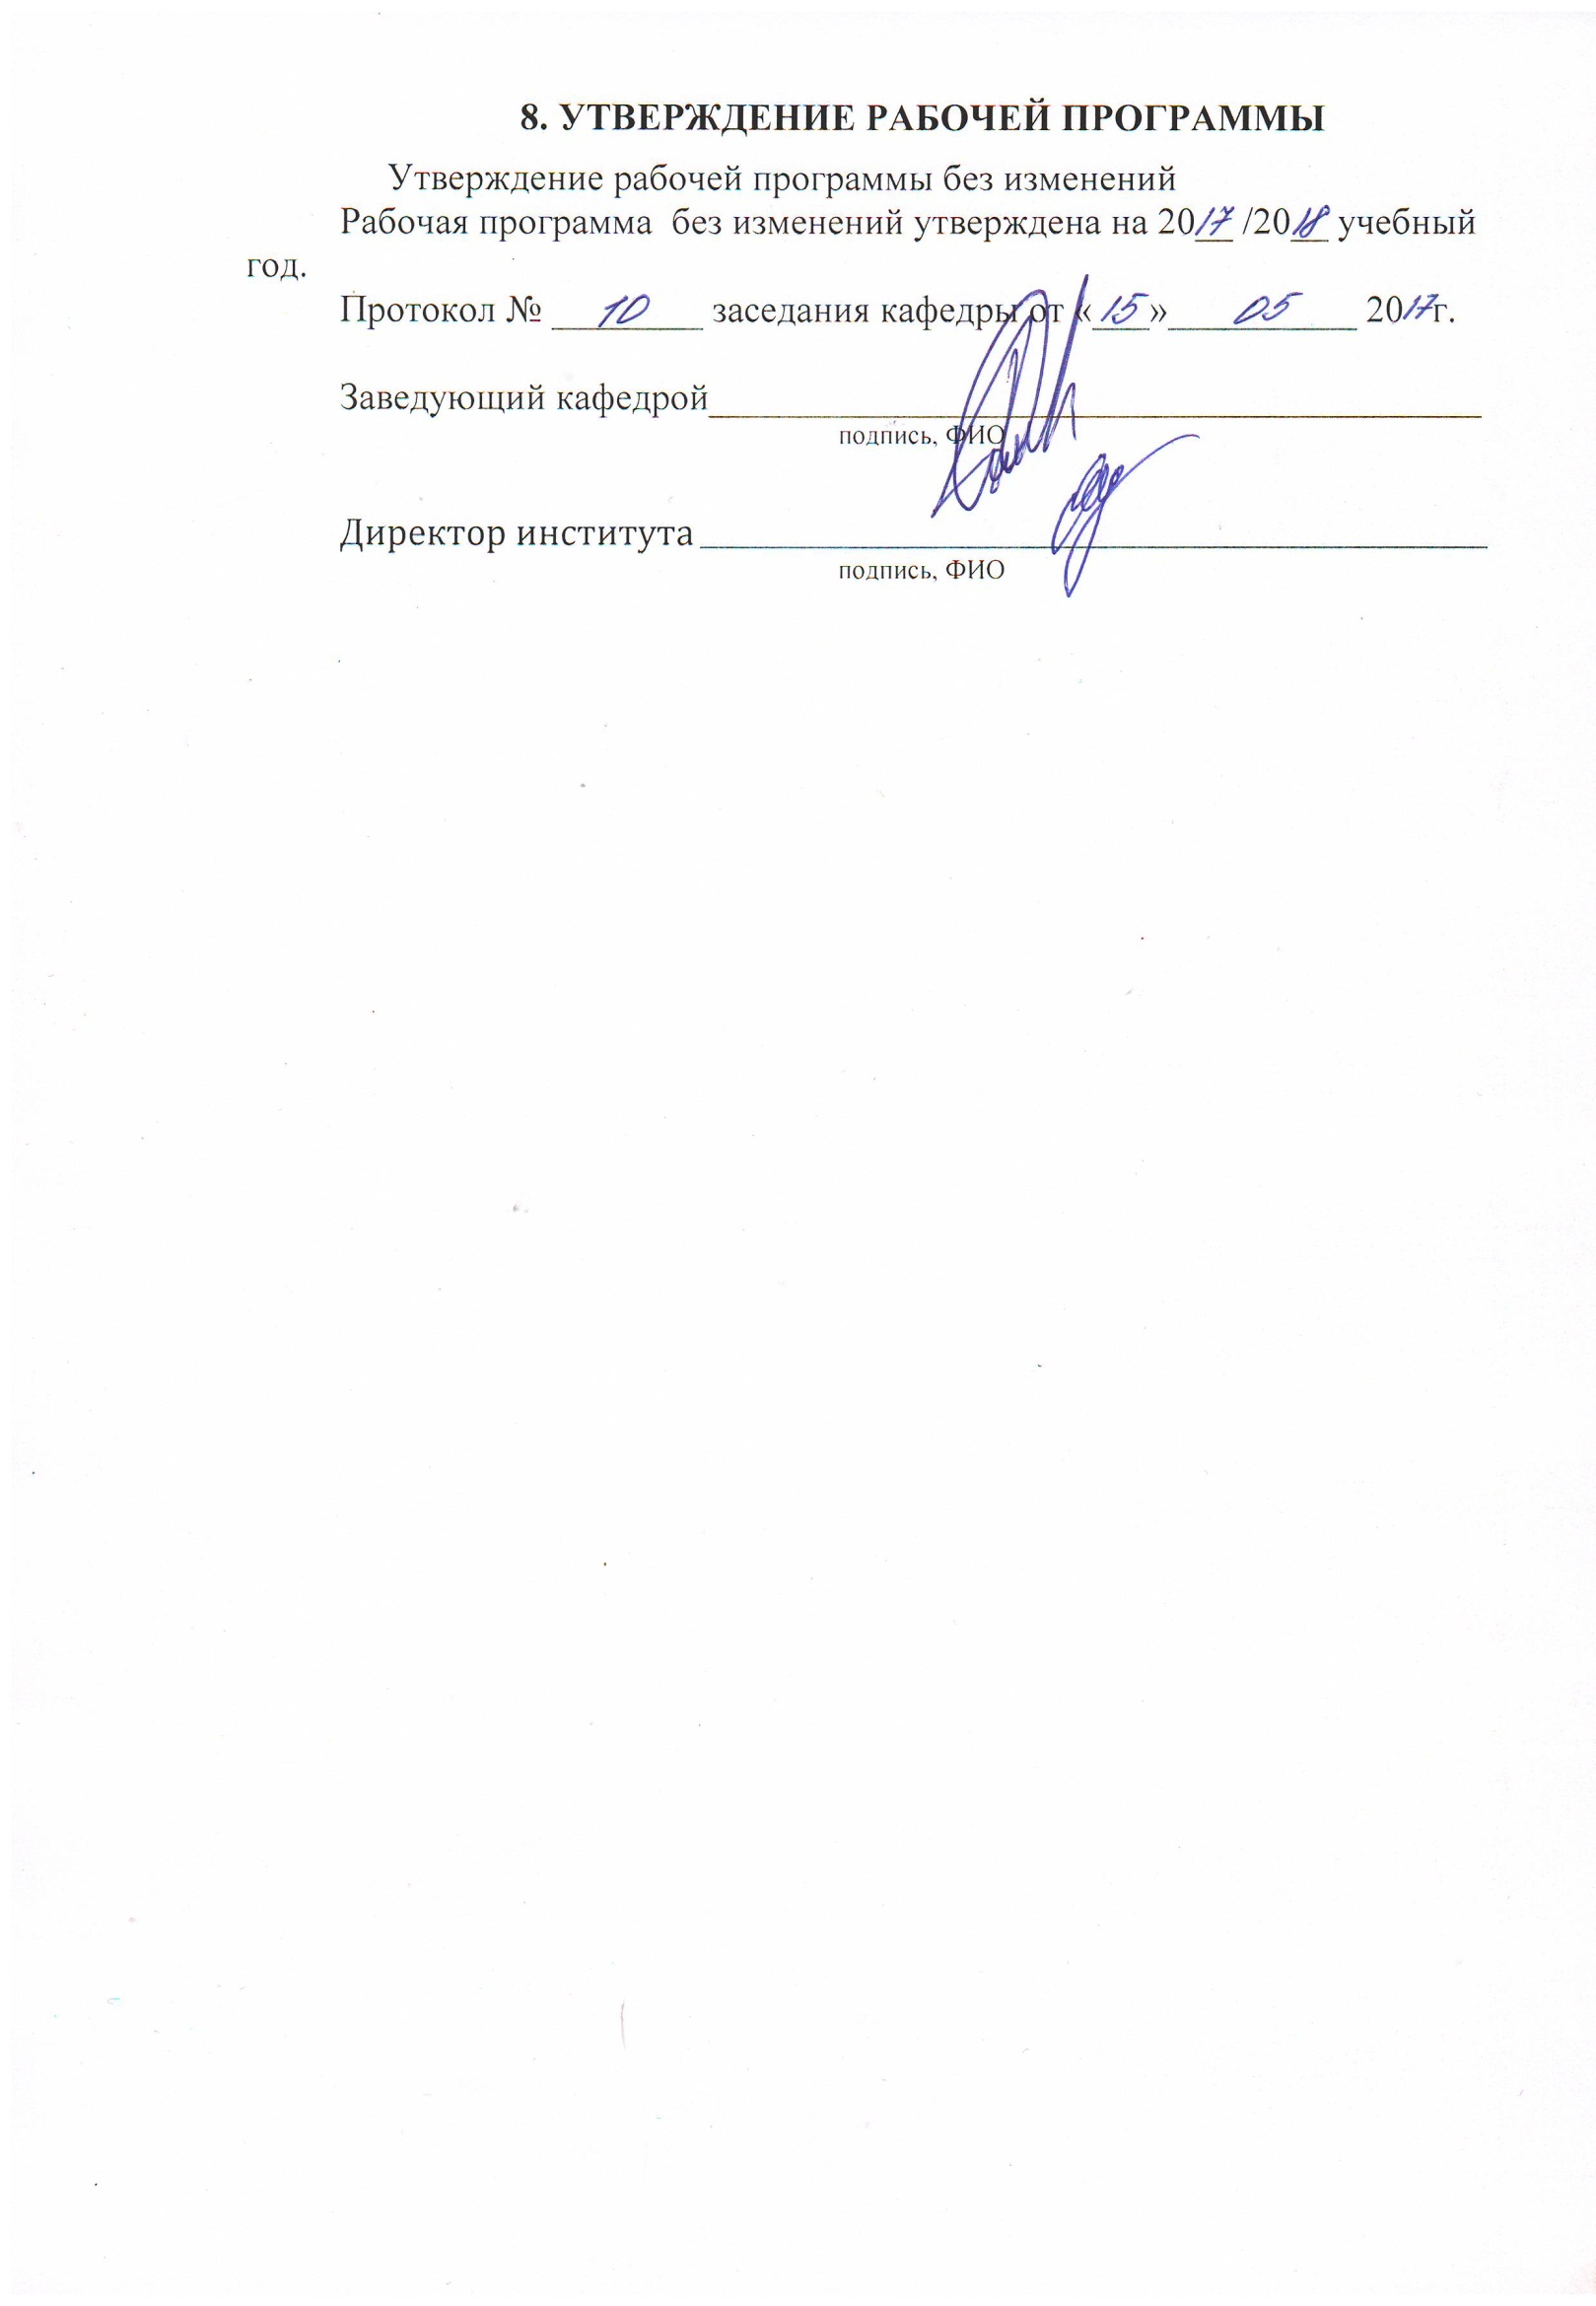 8. УТВЕРЖДЕНИЕ РАБОЧЕЙ ПРОГРАММЫ
Утверждение рабочей программы без изменений
Рабочая программа без изменений утверждена на 2017 /2018 учебный
год.
Протокол № 10 заседания кафедры от «15» 05 2017г.
Заведующий кафедрой
подпись, ФИО
Директор института
подпись, ФИО